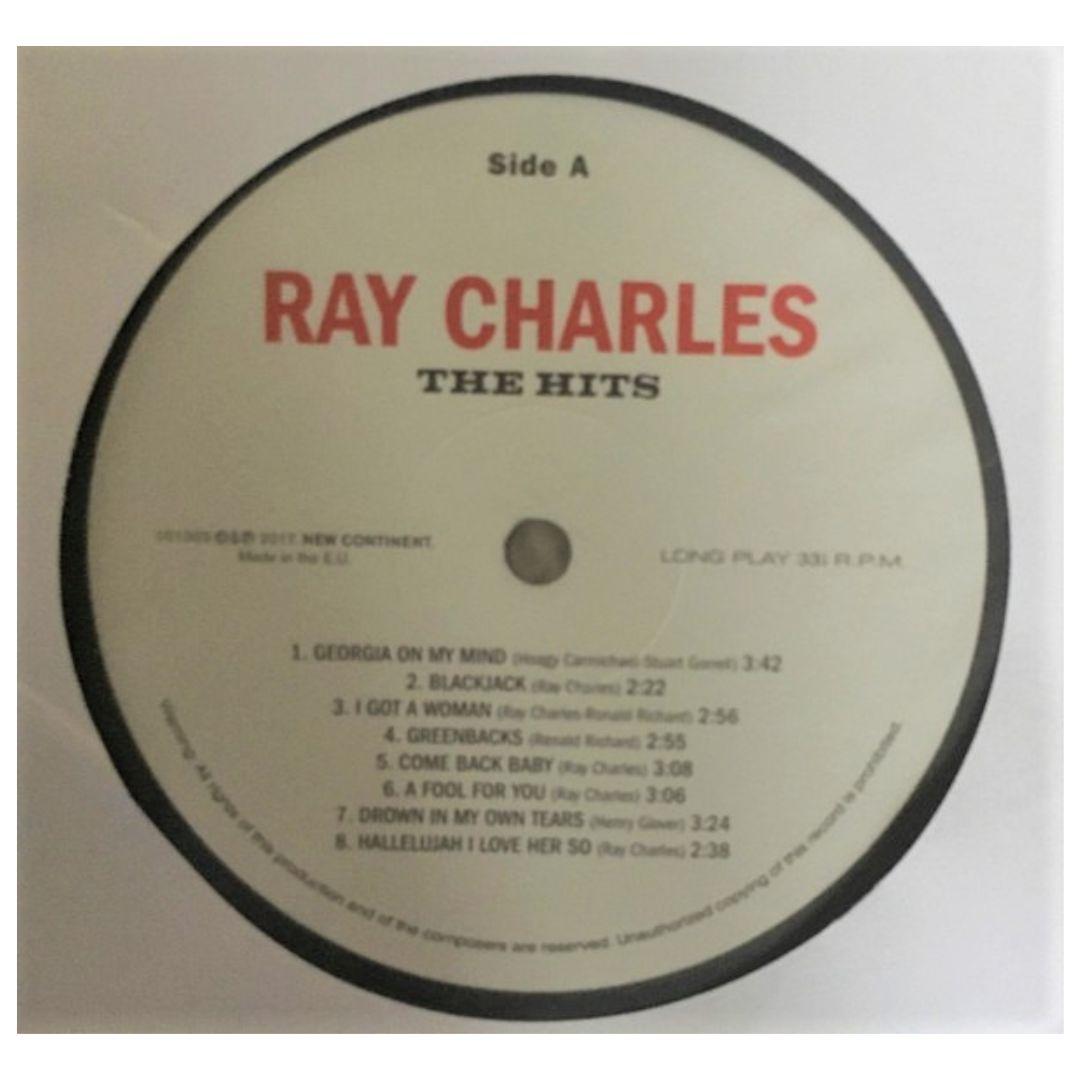 Side A
RAY CHARLES
THE HITS
101005 ©&℗ 2017. NEW CONTINENT.
Made in the E.U.
LONG PLAY 33⅓ R.P.M.
1. GEORGIA ON MY MIND (Hoagy Carmichael-Stuart Gorrell) 3:42
2. BLACKJACK (Ray Charles) 2:22
3. I GOT A WOMAN (Ray Charles-Ronald Richard) 2:56
4. GREENBACKS (Renald Richard) 2:55
5. COME BACK BABY (Ray Charles) 3:08
6. A FOOL FOR YOU (Ray Charles) 3:06
7. DROWN IN MY OWN TEARS (Henry Glover) 3:24
8. HALLELUJAH I LOVE HER SO (Ray Charles) 2:38
Warning: All rights of this production and of the composers are reserved. Unauthorized copying of this record is prohibited.